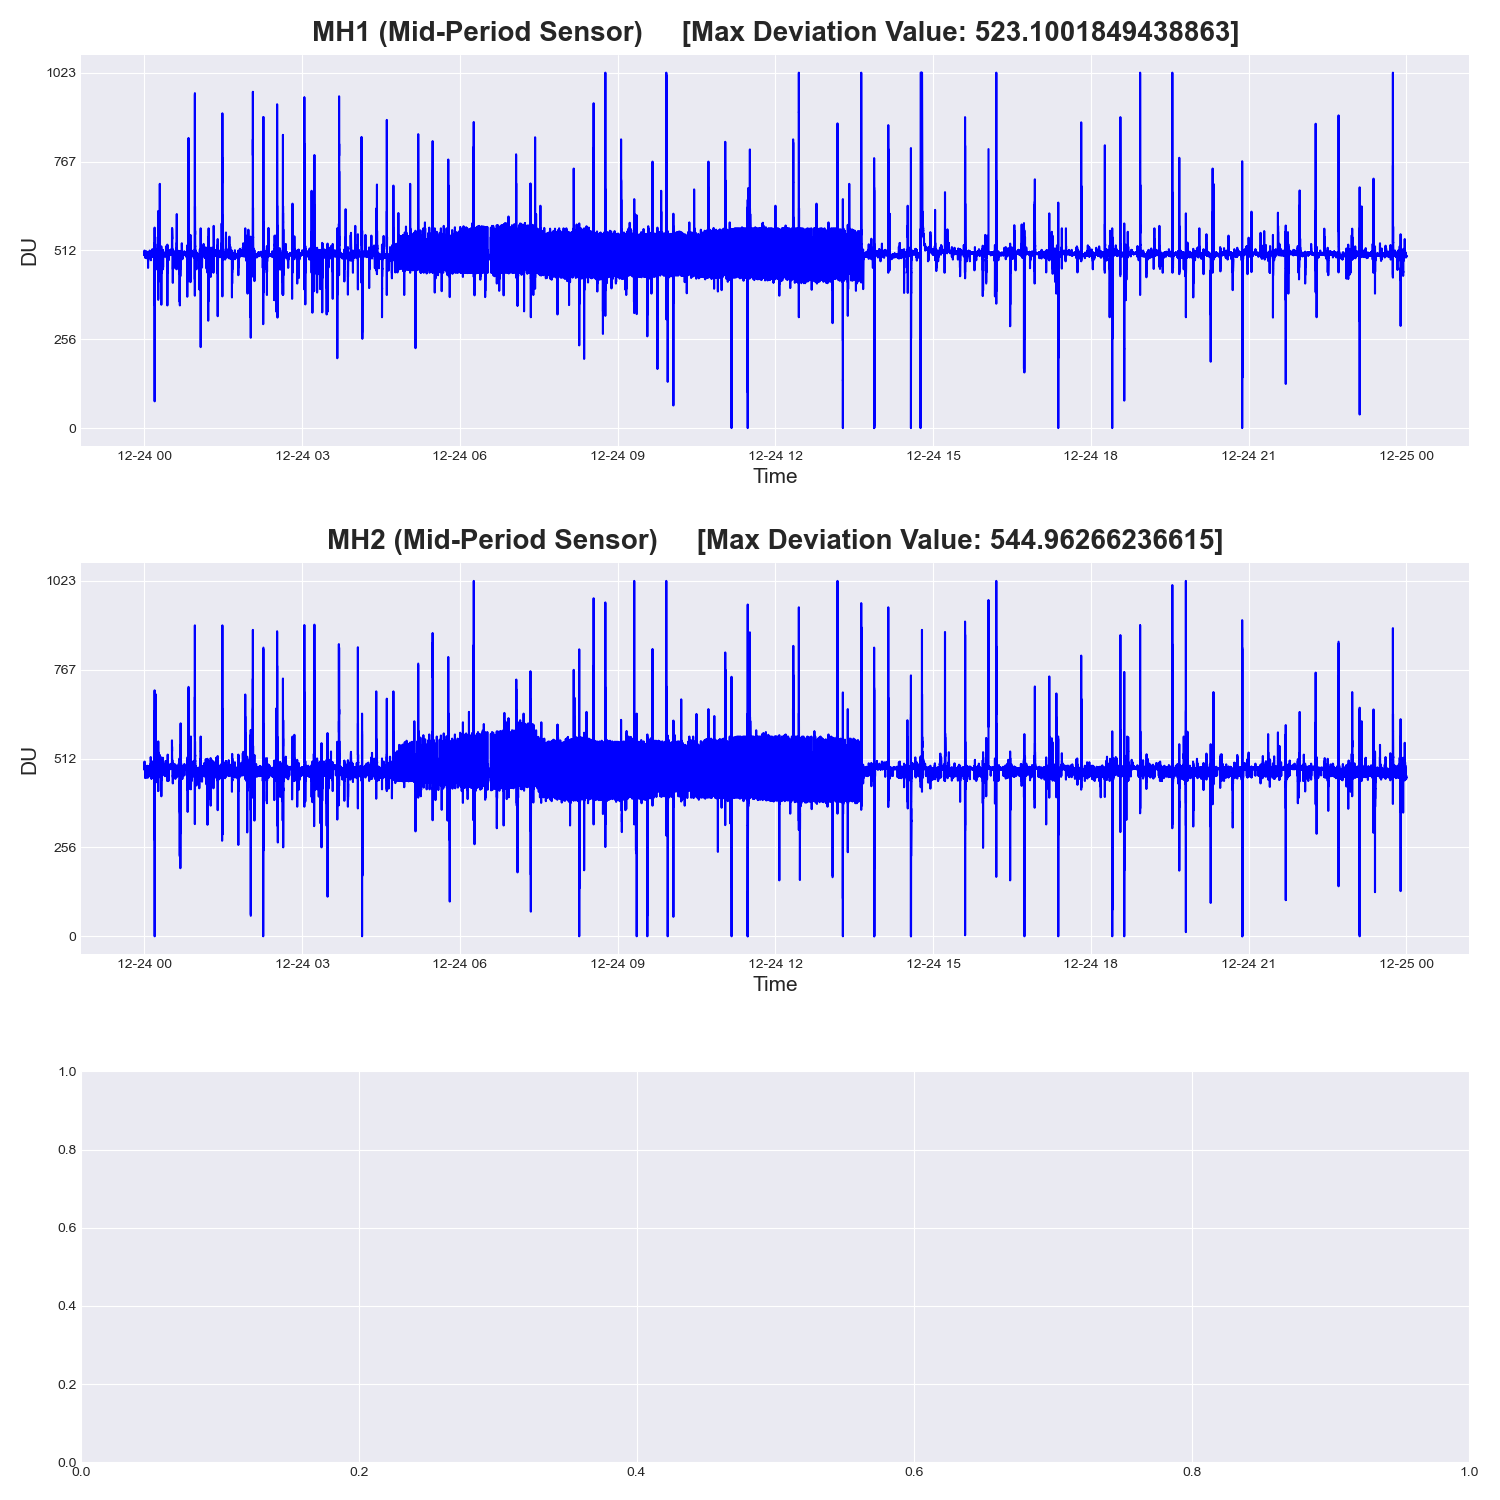 MH1 (Mid-Period Sensor) [Max Deviation Value: 523.1001849438863]
1023
767
512
256
0
DU
12-24 00 12-24 03 12-24 06 12-24 09 12-24 12 12-24 15 12-24 18 12-24 21 12-25 00
Time
MH2 (Mid-Period Sensor) [Max Deviation Value: 544.96266236615]
1023
767
512
256
0
DU
12-24 00 12-24 03 12-24 06 12-24 09 12-24 12 12-24 15 12-24 18 12-24 21 12-25 00
Time
1.0
0.8
0.6
0.4
0.2
0.0
0.0 0.2 0.4 0.6 0.8 1.0